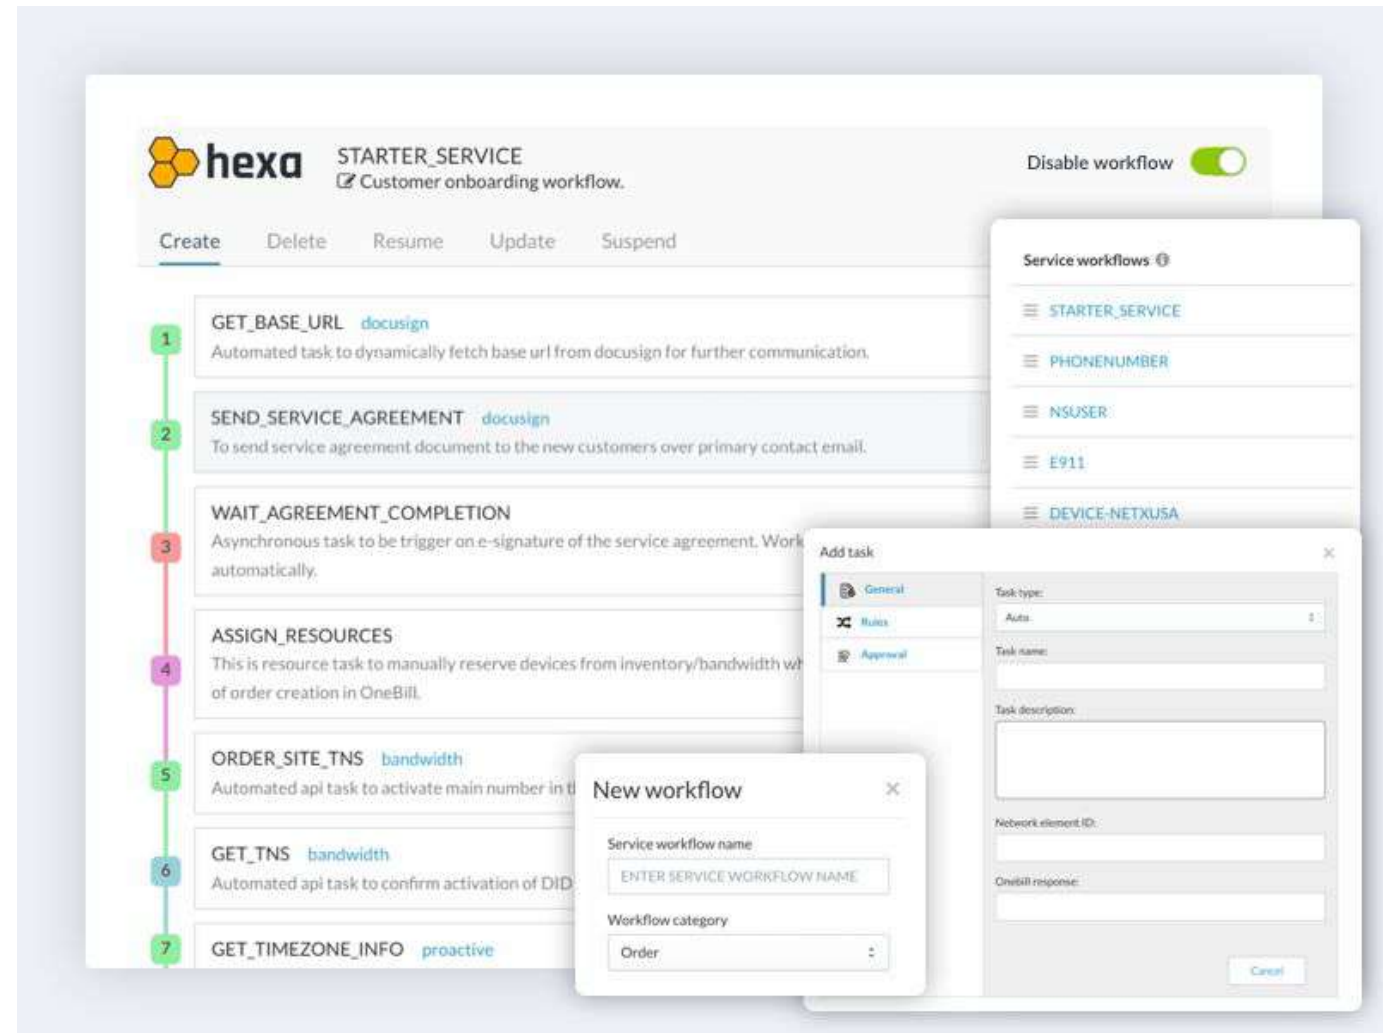 hexa
STARTER_SERVICE
Customer onboarding workflow.
Disable workflow
Create Delete Resume Update Suspend
1
GET_BASE_URL docusign
Automated task to dynamically fetch base url from docusign for further communication.
2
SEND_SERVICE_AGREEMENT docusign
To send service agreement document to the new customers over primary contact email.
3
WAIT_AGREEMENT_COMPLETION
Asynchronous task to be trigger on e-signature of the service agreement. Work
automatically.
4
ASSIGN_RESOURCES
This is resource task to manually reserve devices from inventory/bandwidth wh
of order creation in OneBill.
5
ORDER_SITE_TNS bandwidth
Automated api task to activate main number in t
6
GET_TNS bandwidth
Automated api task to confirm activation of DID
7
GET_TIMEZONE_INFO proactive
Service workflows
STARTER_SERVICE
PHONENUMBER
NSUSER
E911
DEVICE-NETXUSA
Add task
General
Rules
Approval
Task type:
Auto
Task name:
Task description:
Network element ID:
Onebill response:
Cancel
New workflow
Service workflow name
ENTER SERVICE WORKFLOW NAME
Workflow category
Order